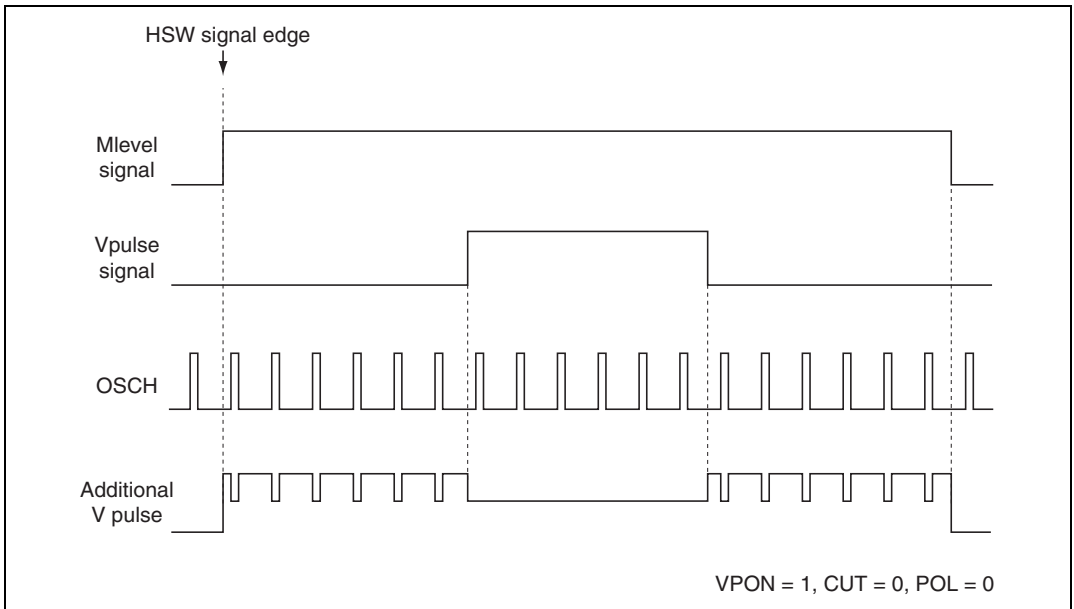 HSW signal edge
Mlevel
signal
Vpulse
signal
OSCH
Additional
V pulse
VPON = 1, CUT = 0, POL = 0